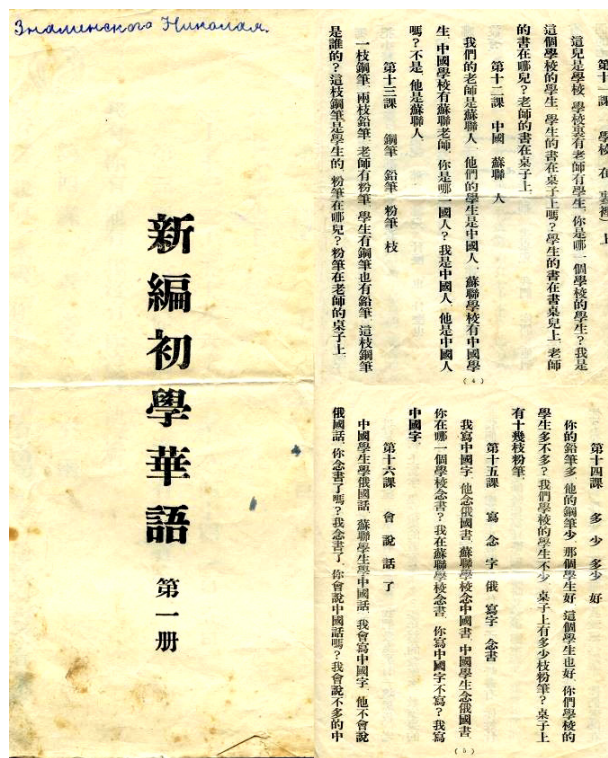 Знаменского Николая.
新編初學華語 第一册
第十一課 學校 在 裏(裡) 上
這兒是學校. 學校裏有老師有學生. 你是哪一個學校的學生？我是
這個學校的學生. 學生的書在桌子上嗎？學生的書在書桌兒上. 老師
的書在哪兒？老師的書在桌子上.
第十二課 中國 蘇聯 人
我們的老師是蘇聯人. 他們的學生是中國人. 蘇聯學校有中國學
生. 中國學校有蘇聯老師. 你是哪一國人？我是中國人. 他是中國人
嗎？不是. 他是蘇聯人.
第十三課 鋼筆 鉛筆 粉筆 枝
一枝鋼筆. 兩枝鉛筆. 老師有粉筆. 學生有鋼筆也有鉛筆. 這枝鋼筆
是誰的？這枝鋼筆是學生的. 粉筆在哪兒？粉筆在老師的桌子上.
(4)
第十四課 多 少 多少 好
你的鉛筆多. 他的鋼筆少. 那個學生好. 這個學生也好. 你們學校的
學生多不多？我們學校的學生不少. 桌子上有多少枝粉筆？桌子上
有十幾枝粉筆.
第十五課 寫 念 字 俄 寫字 念書
我寫中國字. 他念俄國書. 蘇聯學校念中國書. 中國學生念俄國書.
你在哪一個學校念書？我在蘇聯學校念書. 你寫中國字不寫？我寫
中國字.
第十六課 會 說 話 了
中國學生學俄國話. 蘇聯學生學中國話. 我會寫中國字. 他不會說
俄國話. 你念書了嗎？我念書了. 你會說中國話嗎？我會說不多的中
(5)